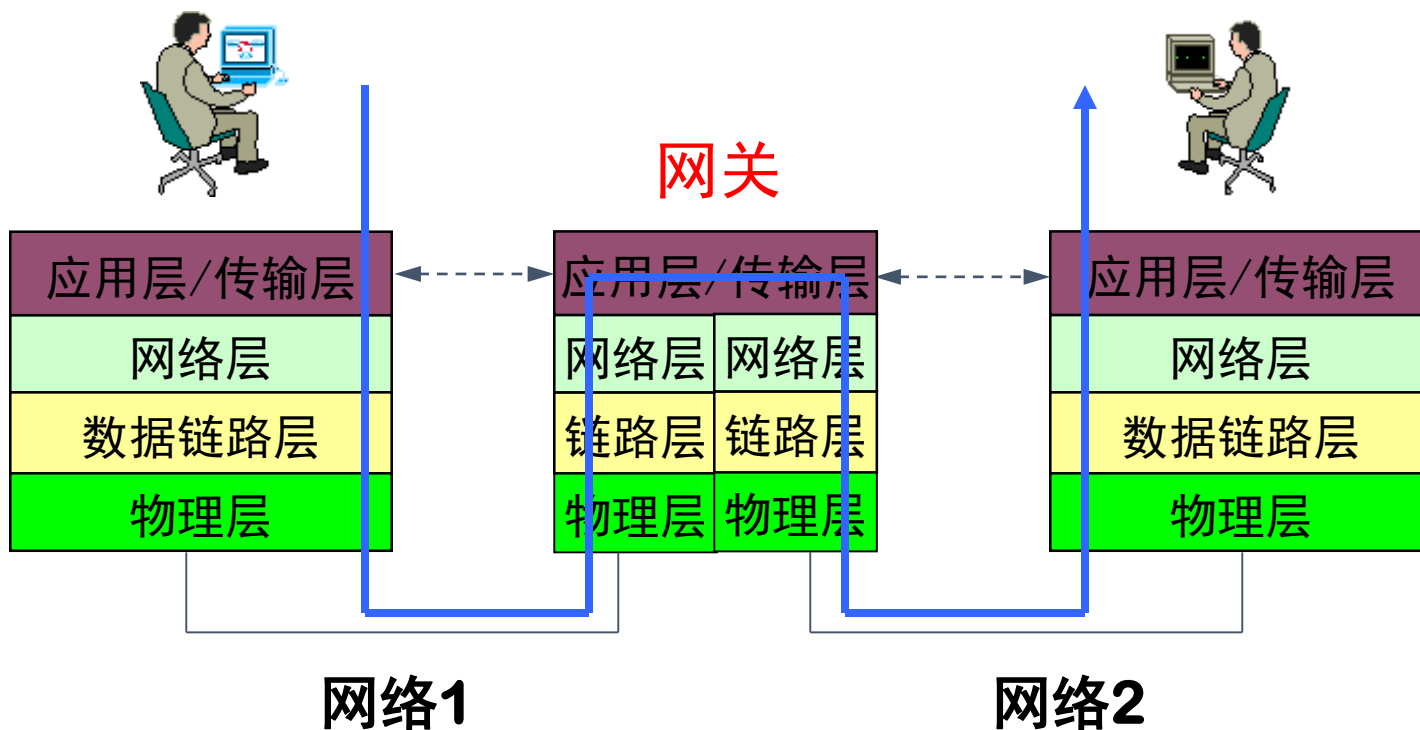 网关
应用层/传输层
应用层/传输层
应用层/传输层
网络层
网络层
网络层
网络层
数据链路层
链路层
链路层
数据链路层
物理层
物理层
物理层
物理层
网络1
网络2